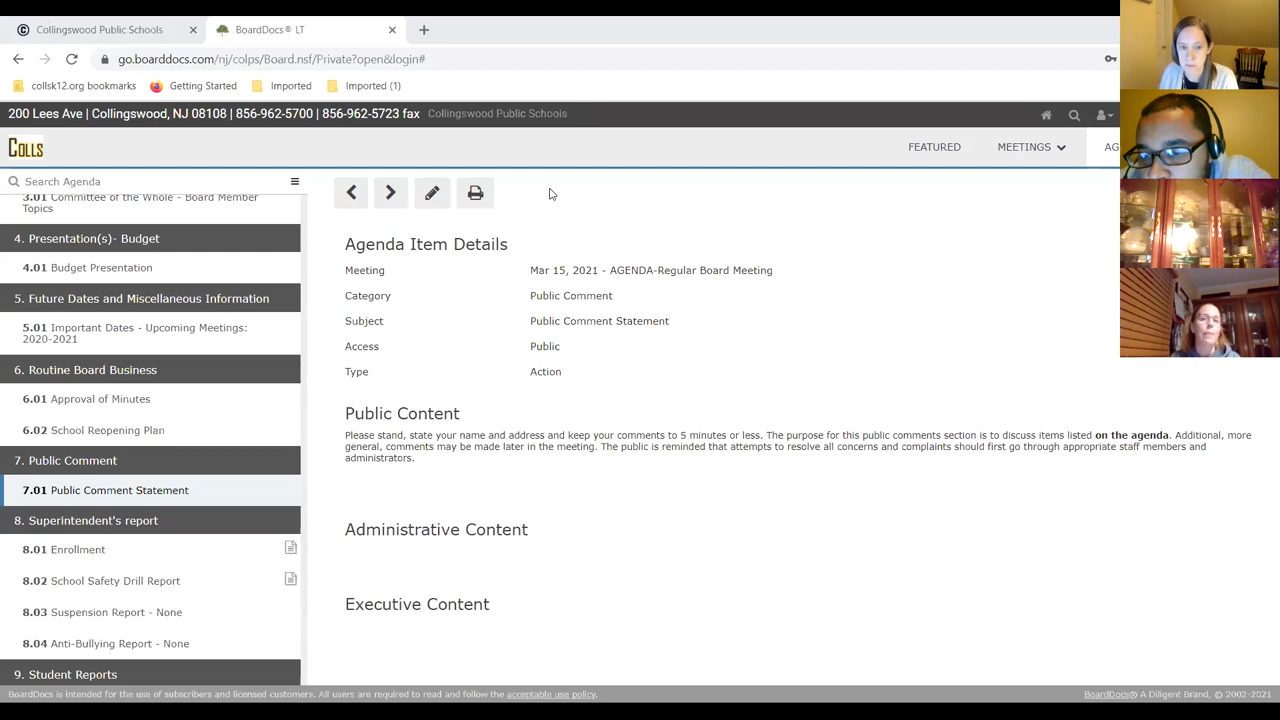 Collingswood Public Schools
BoardDocs® LT
go.boarddocs.com/nj/colps/Board.nsf/Private?open&login#
collsk12.org bookmarks
Getting Started
Imported
Imported (1)
200 Lees Ave | Collingswood, NJ 08108 | 856-962-5700 | 856-962-5723 fax Collingswood Public Schools
COLLS
FEATURED
MEETINGS
AG
Search Agenda
3.01 Committee of the Whole - Board Member
Topics
4. Presentation(s)- Budget
4.01 Budget Presentation
5. Future Dates and Miscellaneous Information
5.01 Important Dates - Upcoming Meetings:
2020-2021
6. Routine Board Business
6.01 Approval of Minutes
6.02 School Reopening Plan
7. Public Comment
7.01 Public Comment Statement
8. Superintendent's report
8.01 Enrollment
8.02 School Safety Drill Report
8.03 Suspension Report - None
8.04 Anti-Bullying Report - None
9. Student Reports
Agenda Item Details
Meeting Mar 15, 2021 - AGENDA-Regular Board Meeting
Category Public Comment
Subject Public Comment Statement
Access Public
Type Action
Public Content
Please stand, state your name and address and keep your comments to 5 minutes or less. The purpose for this public comments section is to discuss items listed on the agenda. Additional, more
general, comments may be made later in the meeting. The public is reminded that attempts to resolve all concerns and complaints should first go through appropriate staff members and
administrators.
Administrative Content
Executive Content
BoardDocs is intended for the use of subscribers and licensed customers. All users are required to read and follow the acceptable use policy.
BoardDocs® A Diligent Brand, © 2002-2021